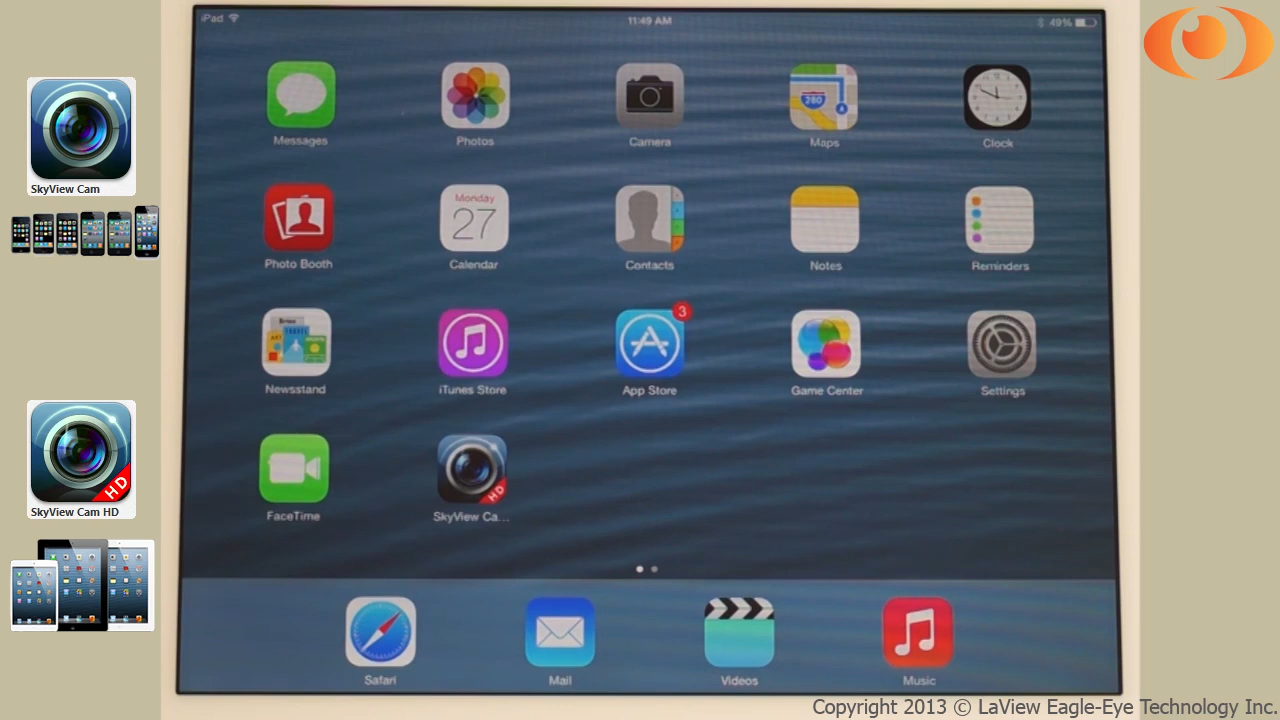 iPad 11:49 AM 49%
Messages Photos Camera Maps Clock
280
SkyView Cam
Monday
27
Photo Booth Calendar Contacts Notes Reminders
3
Newsstand iTunes Store App Store Game Center Settings
HD
SkyView Cam HD
HD
FaceTime SkyView Ca...
Safari Mail Videos Music
Copyright 2013 © LaView Eagle-Eye Technology Inc.